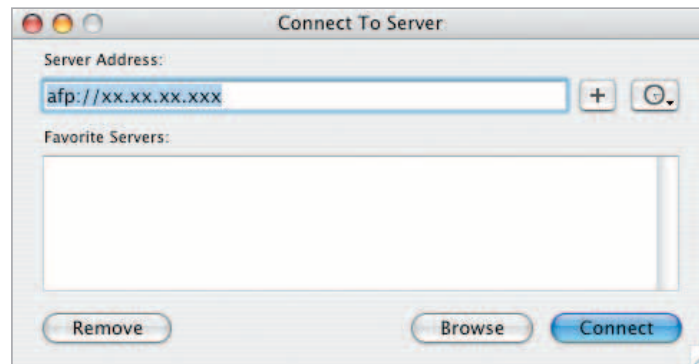 Connect To Server
Server Address:
afp://xx.xx.xx.xxx
Favorite Servers:
Remove
Browse
Connect